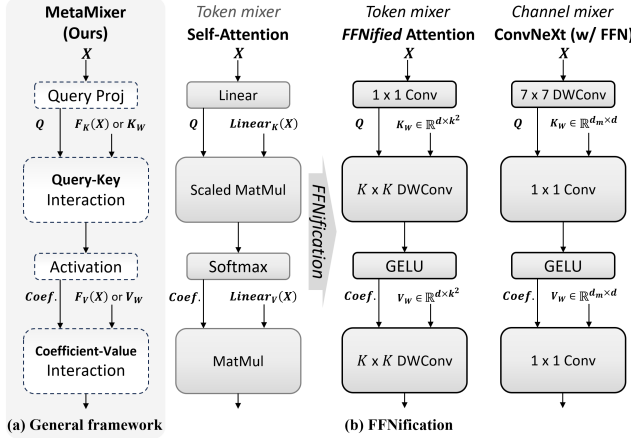 MetaMixer
(Ours)
X
Query Proj
Q
F_K(X) or K_W
Query-Key
Interaction
Activation
Coef.
F_V(X) or V_W
Coefficient-Value
Interaction
(a) General framework
Token mixer
Self-Attention
X
Linear
Q
Linear_K(X)
Scaled MatMul
Softmax
Coef.
Linear_V(X)
MatMul
FFNification
Token mixer
FFNified Attention
X
1 x 1 Conv
Q
K_W ∈ ℝ^{d×k^2}
K x K DWConv
GELU
Coef.
V_W ∈ ℝ^{d×k^2}
K x K DWConv
Channel mixer
ConvNeXt (w/ FFN)
X
7 x 7 DWConv
Q
K_W ∈ ℝ^{d_m×d}
1 x 1 Conv
GELU
Coef.
V_W ∈ ℝ^{d_m×d}
1 x 1 Conv
(b) FFNification